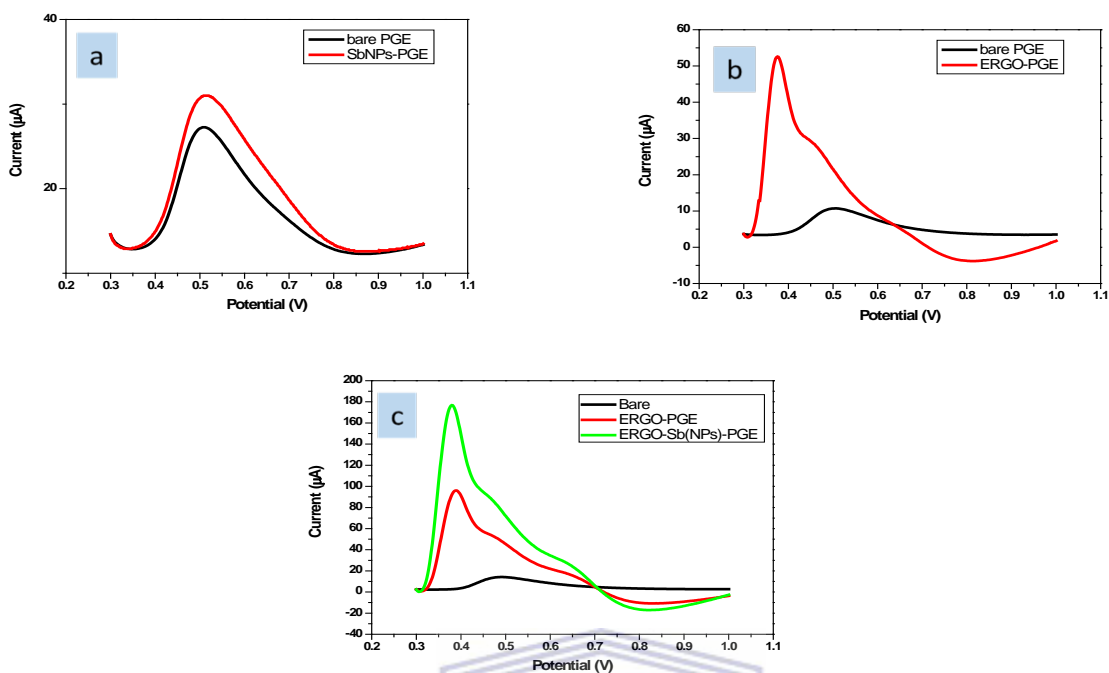 a
bare PGE
SbNPs-PGE
Current (µA)
40
20
0.2 0.3 0.4 0.5 0.6 0.7 0.8 0.9 1.0 1.1
Potential (V)
b
bare PGE
ERGO-PGE
Current (µA)
60
50
40
30
20
10
0
-10
0.2 0.3 0.4 0.5 0.6 0.7 0.8 0.9 1.0 1.1
Potential (V)
c
Bare
ERGO-PGE
ERGO-Sb(NPs)-PGE
Current (µA)
200
180
160
140
120
100
80
60
40
20
0
-20
-40
0.2 0.3 0.4 0.5 0.6 0.7 0.8 0.9 1.0 1.1
Potential (V)